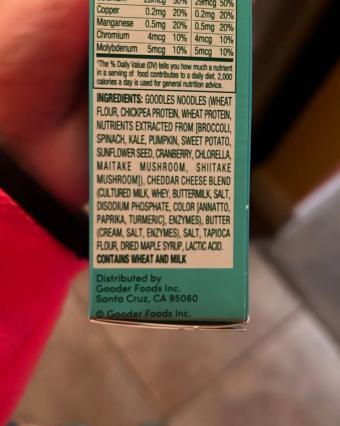 50% 29mcg 50%
Copper 0.2mg 20% 0.2mg 20%
Manganese 0.5mg 20% 0.5mg 20%
Chromium 4mcg 10% 4mcg 10%
Molybdenum 5mcg 10% 5mcg 10%
*The % Daily Value (DV) tells you how much a nutrient
in a serving of food contributes to a daily diet. 2,000
calories a day is used for general nutrition advice.
INGREDIENTS: GOODLES NOODLES (WHEAT
FLOUR, CHICKPEA PROTEIN, WHEAT PROTEIN,
NUTRIENTS EXTRACTED FROM [BROCCOLI,
SPINACH, KALE, PUMPKIN, SWEET POTATO,
SUNFLOWER SEED, CRANBERRY, CHLORELLA,
MAITAKE MUSHROOM, SHIITAKE
MUSHROOM]), CHEDDAR CHEESE BLEND
(CULTURED MILK, WHEY, BUTTERMILK, SALT,
DISODIUM PHOSPHATE, COLOR [ANNATTO,
PAPRIKA, TURMERIC], ENZYMES), BUTTER
(CREAM, SALT, ENZYMES), SALT, TAPIOCA
FLOUR, DRIED MAPLE SYRUP, LACTIC ACID.
CONTAINS WHEAT AND MILK
Distributed by
Gooder Foods Inc.
Santa Cruz, CA 95060
© Gooder Foods Inc.